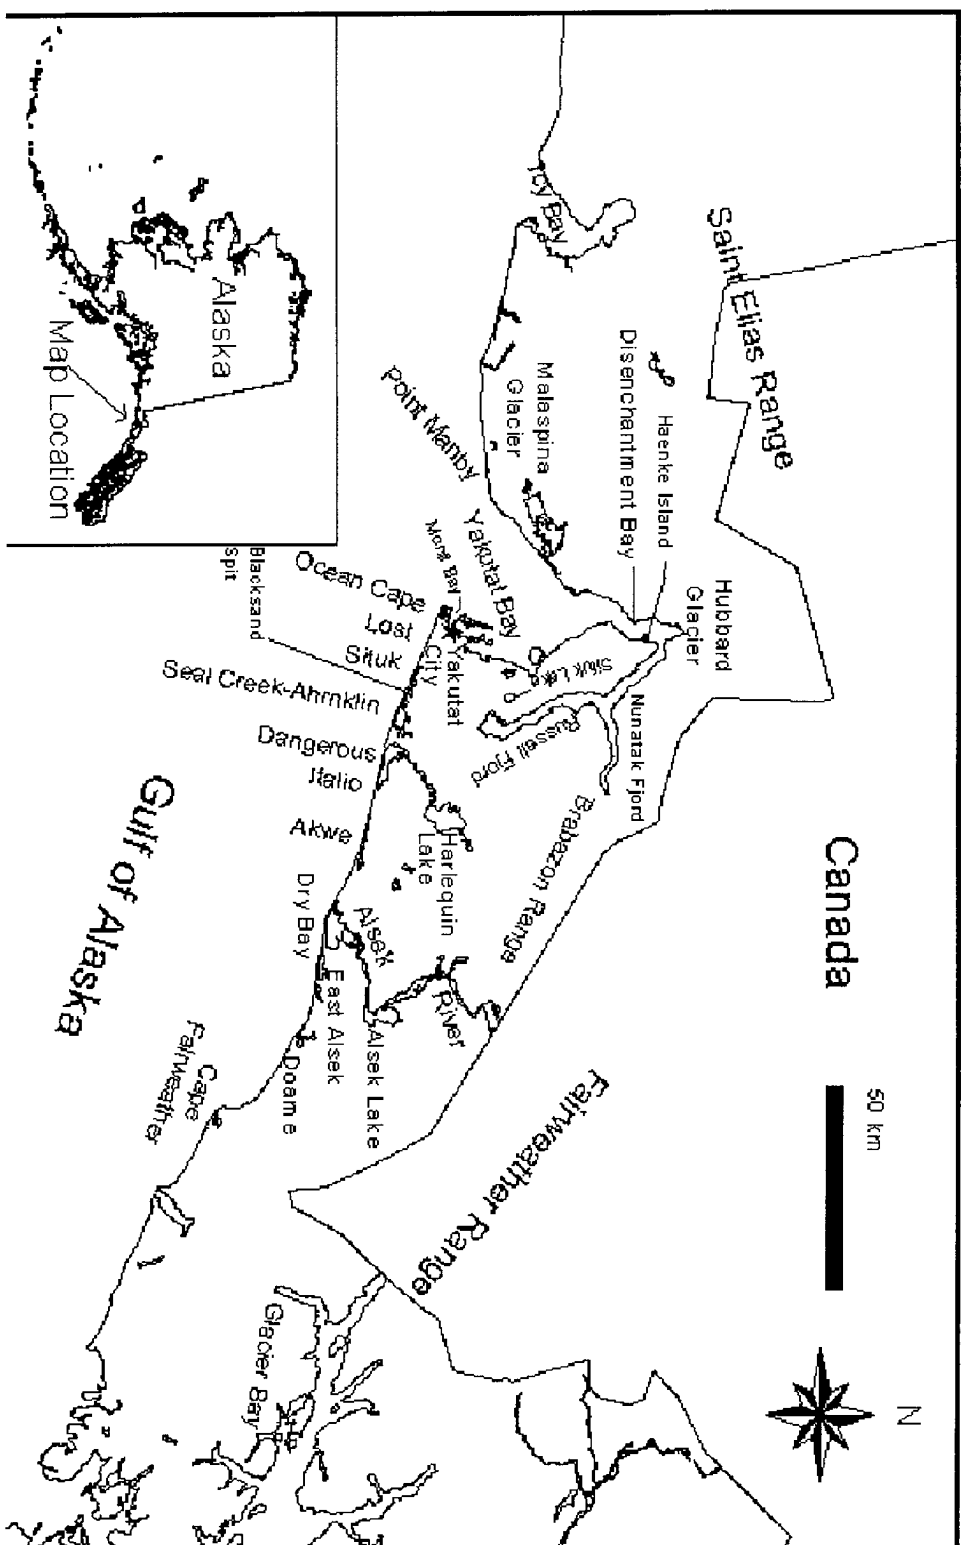 Canada
50 km
N
Saint Elias Range
Hubbard
Glacier
Haenke Island
Disenchantment Bay
Nunatak Fjord
Icy Bay
Malaspina
Glacier
Point Manby
Yakutat Bay
Situk Lake
Russell Fjord
Brabazon Range
Fairweather Range
Ocean Cape
Yakutat
City
Lost
Situk
Blacksand
Spit
Seal Creek-Ahrnklin
Dangerous
Italio
Akwe
Harlequin
Lake
Dry Bay
Alsek
River
East Alsek
Alsek Lake
Doame
Cape
Fairweather
Glacier Bay
Gulf of Alaska
Alaska
Map Location